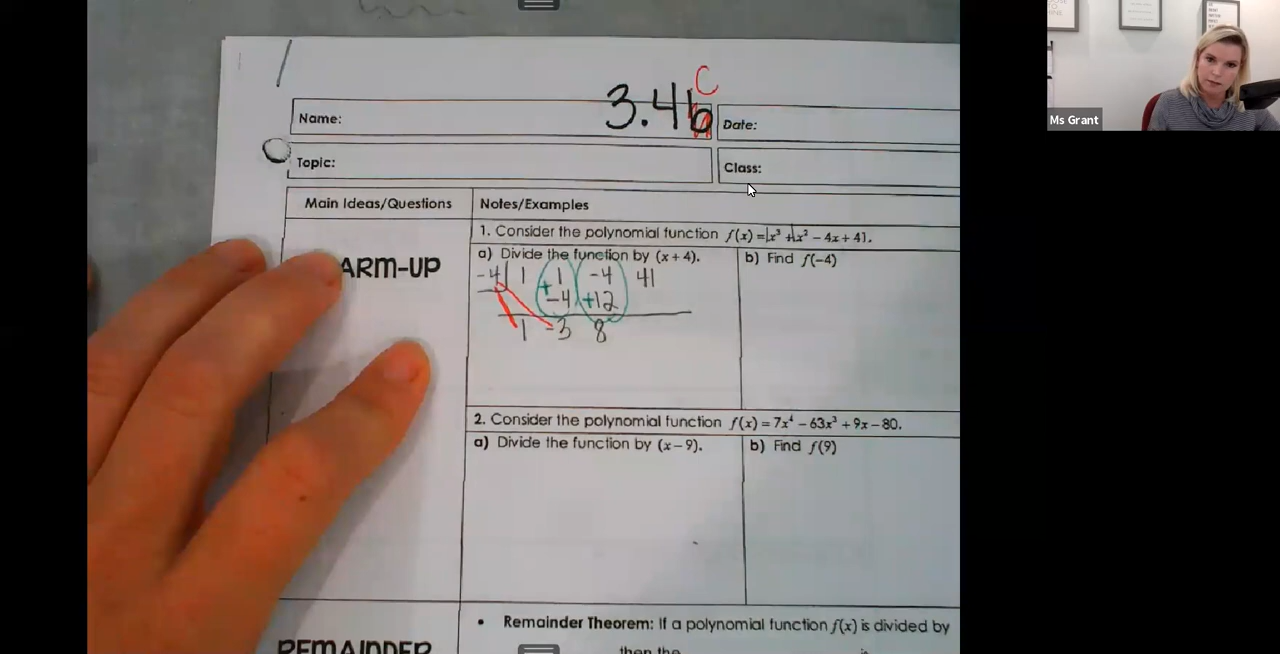 3.4b C
Name:
Date:
Topic:
Class:
Main Ideas/Questions
Notes/Examples
1. Consider the polynomial function f(x) = x³ + x² − 4x + 41.
ARM-UP
a) Divide the function by (x + 4).
b) Find f(−4)
-4 1 1 -4 41
+ -4 +12
1 -3 8
2. Consider the polynomial function f(x) = 7x⁴ − 63x³ + 9x − 80.
a) Divide the function by (x − 9).
b) Find f(9)
REMAINDER
• Remainder Theorem: If a polynomial function f(x) is divided by
then the is
Ms Grant